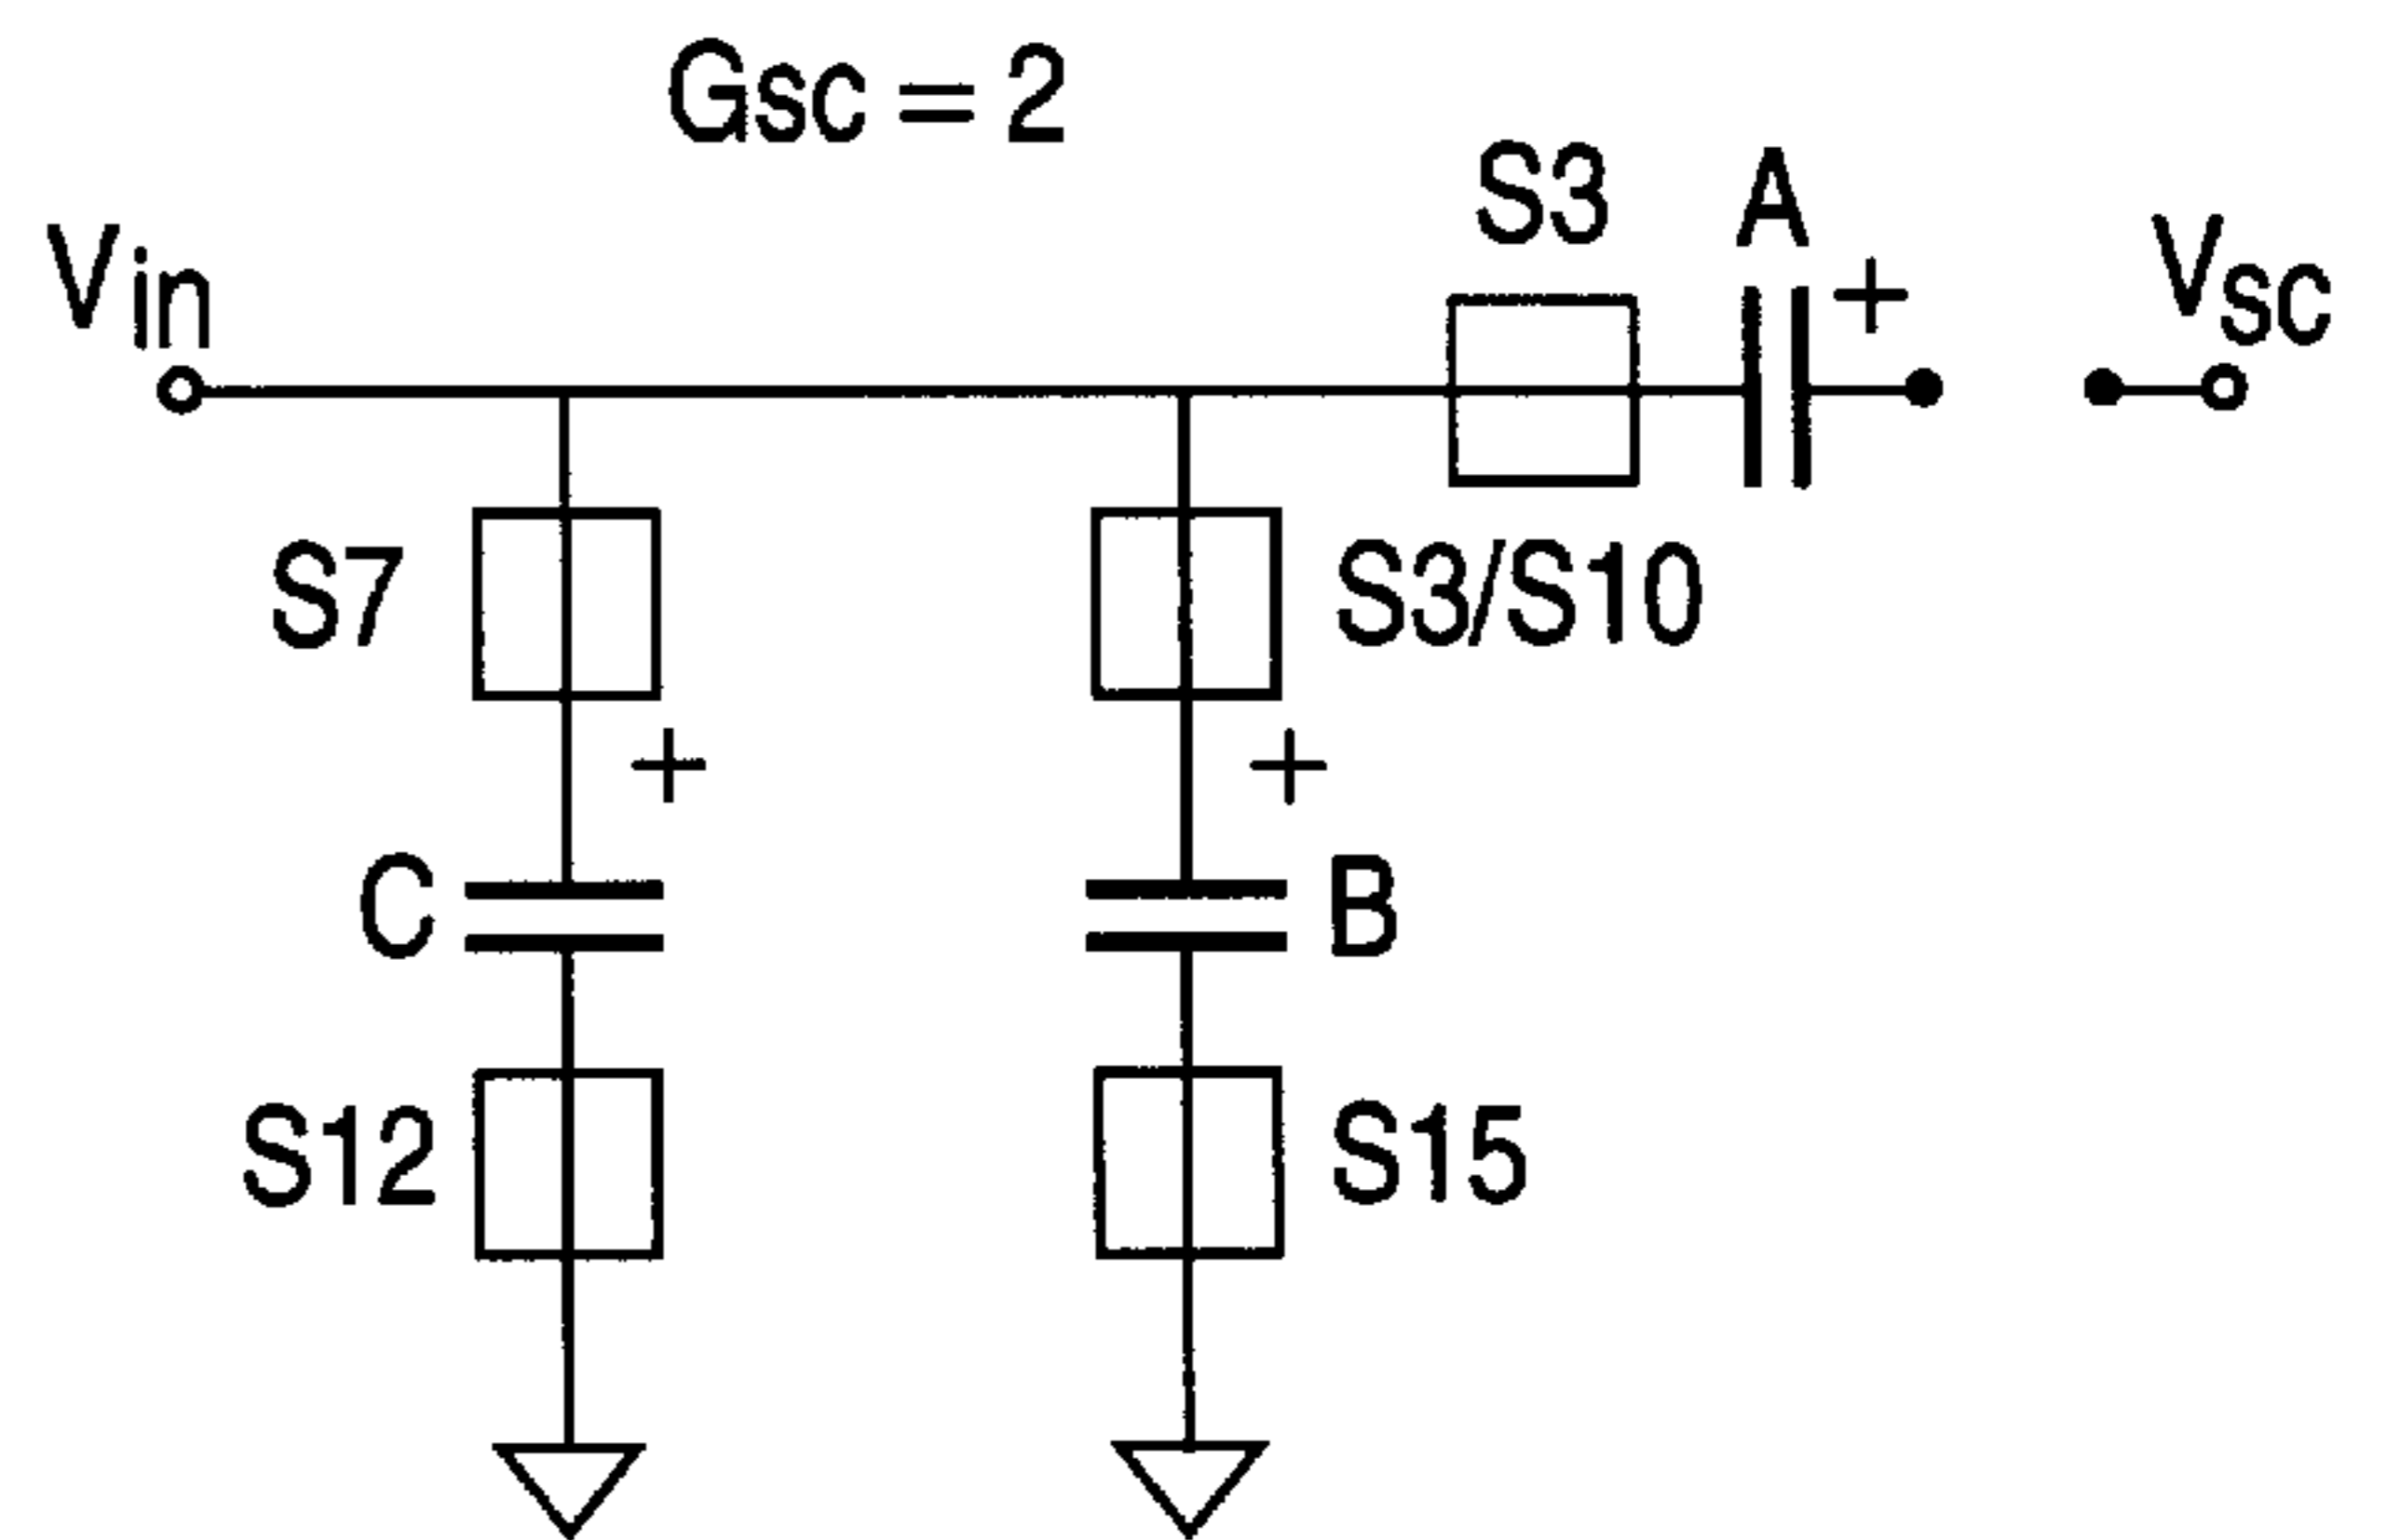 Gsc = 2
S3 A
Vin + Vsc
S7 S3/S10
+ +
C B
S12 S15